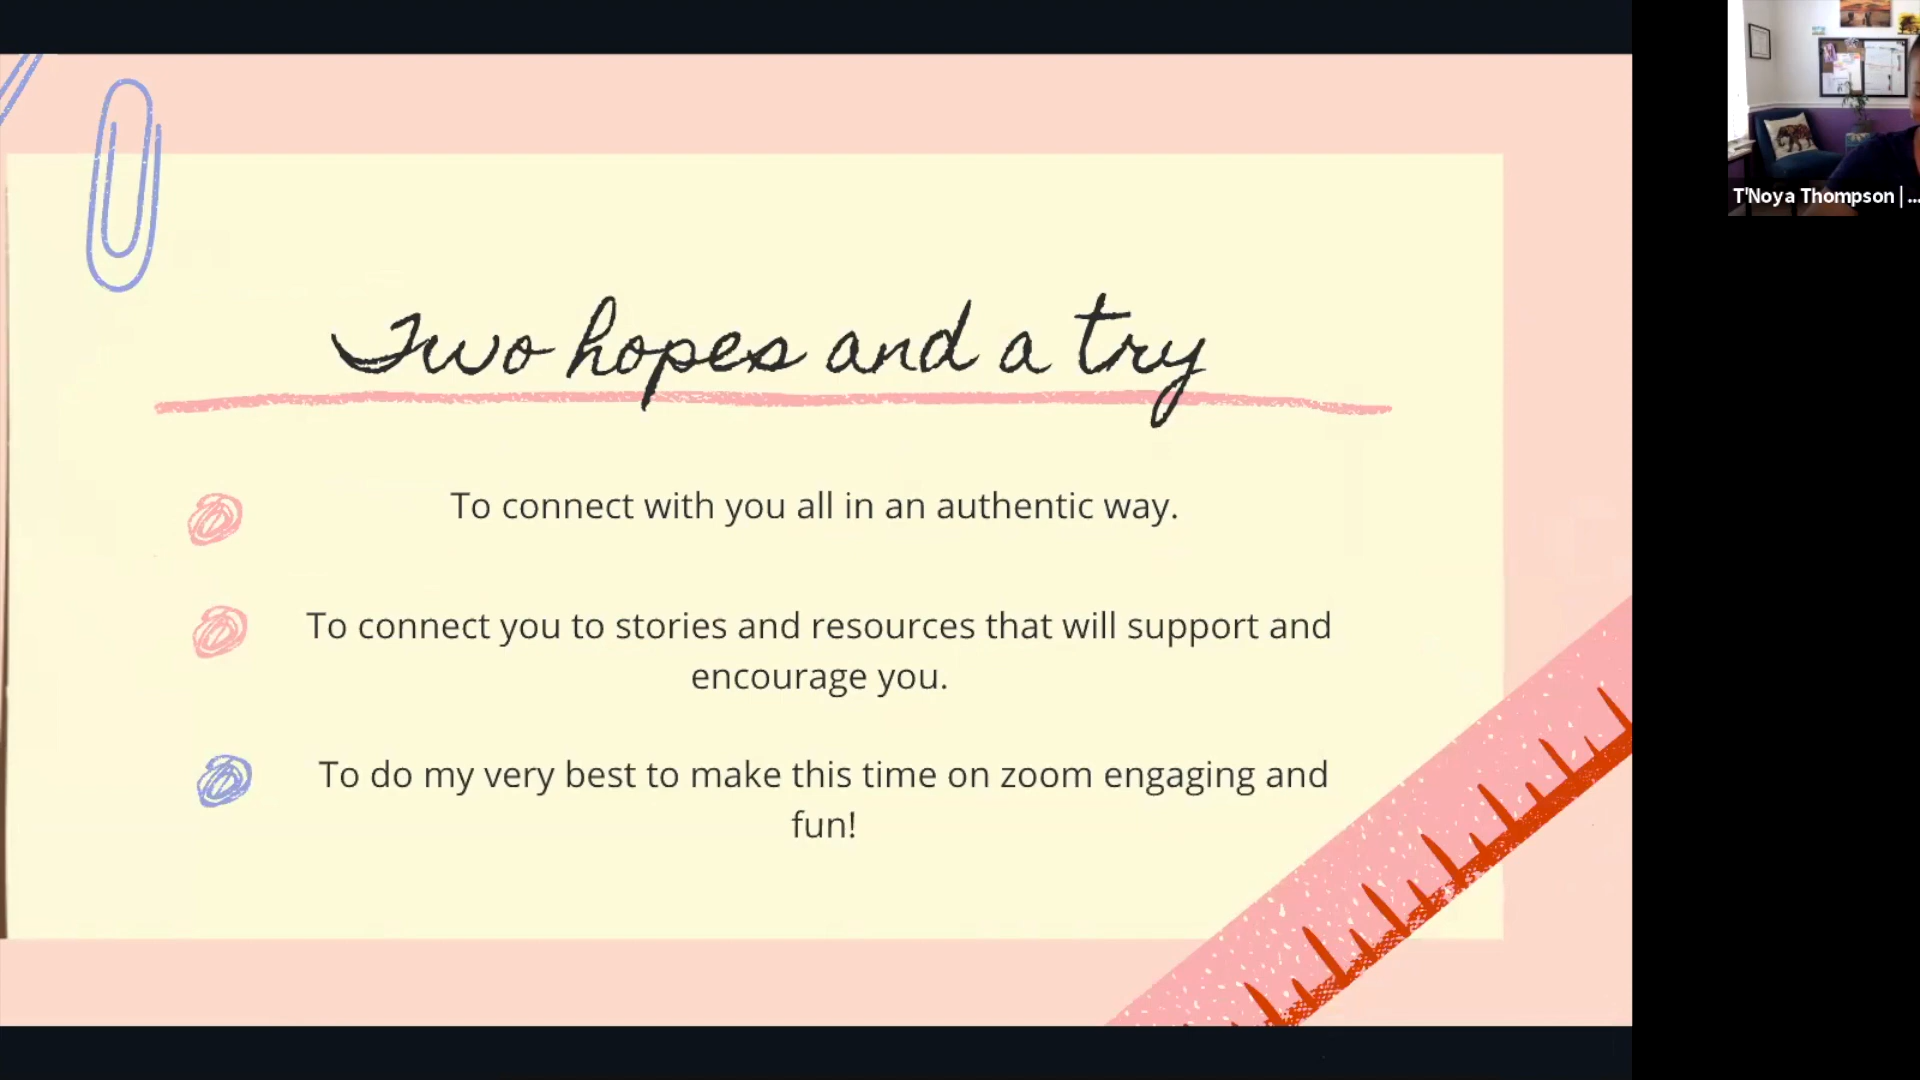 Two hopes and a try
To connect with you all in an authentic way.
To connect you to stories and resources that will support and
encourage you.
To do my very best to make this time on zoom engaging and
fun!
T'Noya Thompson | ...